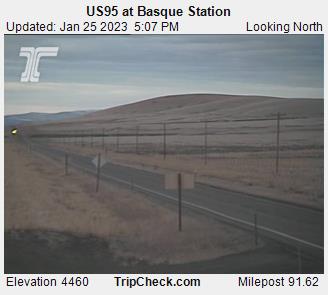 US95 at Basque Station
Updated: Jan 25 2023 5:07 PM Looking North
Elevation 4460 TripCheck.com Milepost 91.62